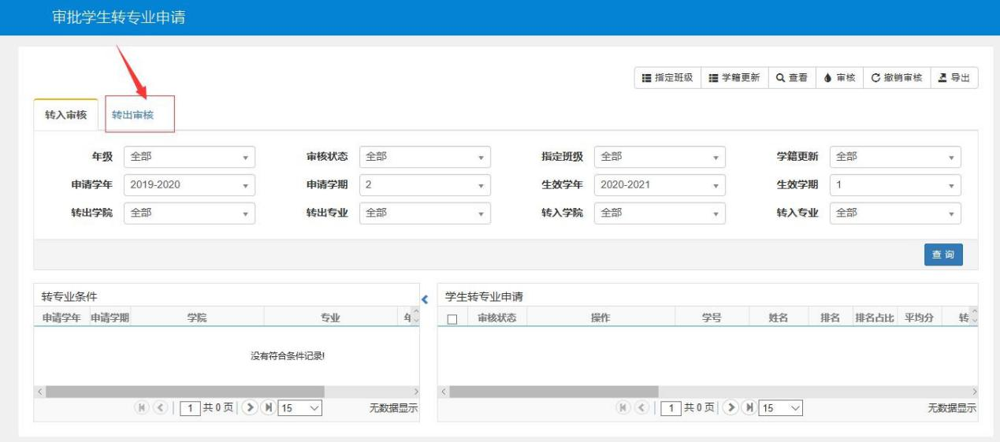 审批学生转专业申请
指定班级 学籍更新 查看 审核 撤销审核 导出
转入审核 转出审核
年级 全部 审核状态 全部 指定班级 全部 学籍更新 全部
申请学年 2019-2020 申请学期 2 生效学年 2020-2021 生效学期 1
转出学院 全部 转出专业 全部 转入学院 全部 转入专业 全部
查询
转专业条件 学生转专业申请
申请学年 申请学期 学院 专业 审核状态 操作 学号 姓名 排名 排名占比 平均分 转
没有符合条件记录!
1 共 0 页 15 无数据显示 1 共 0 页 15 无数据显示